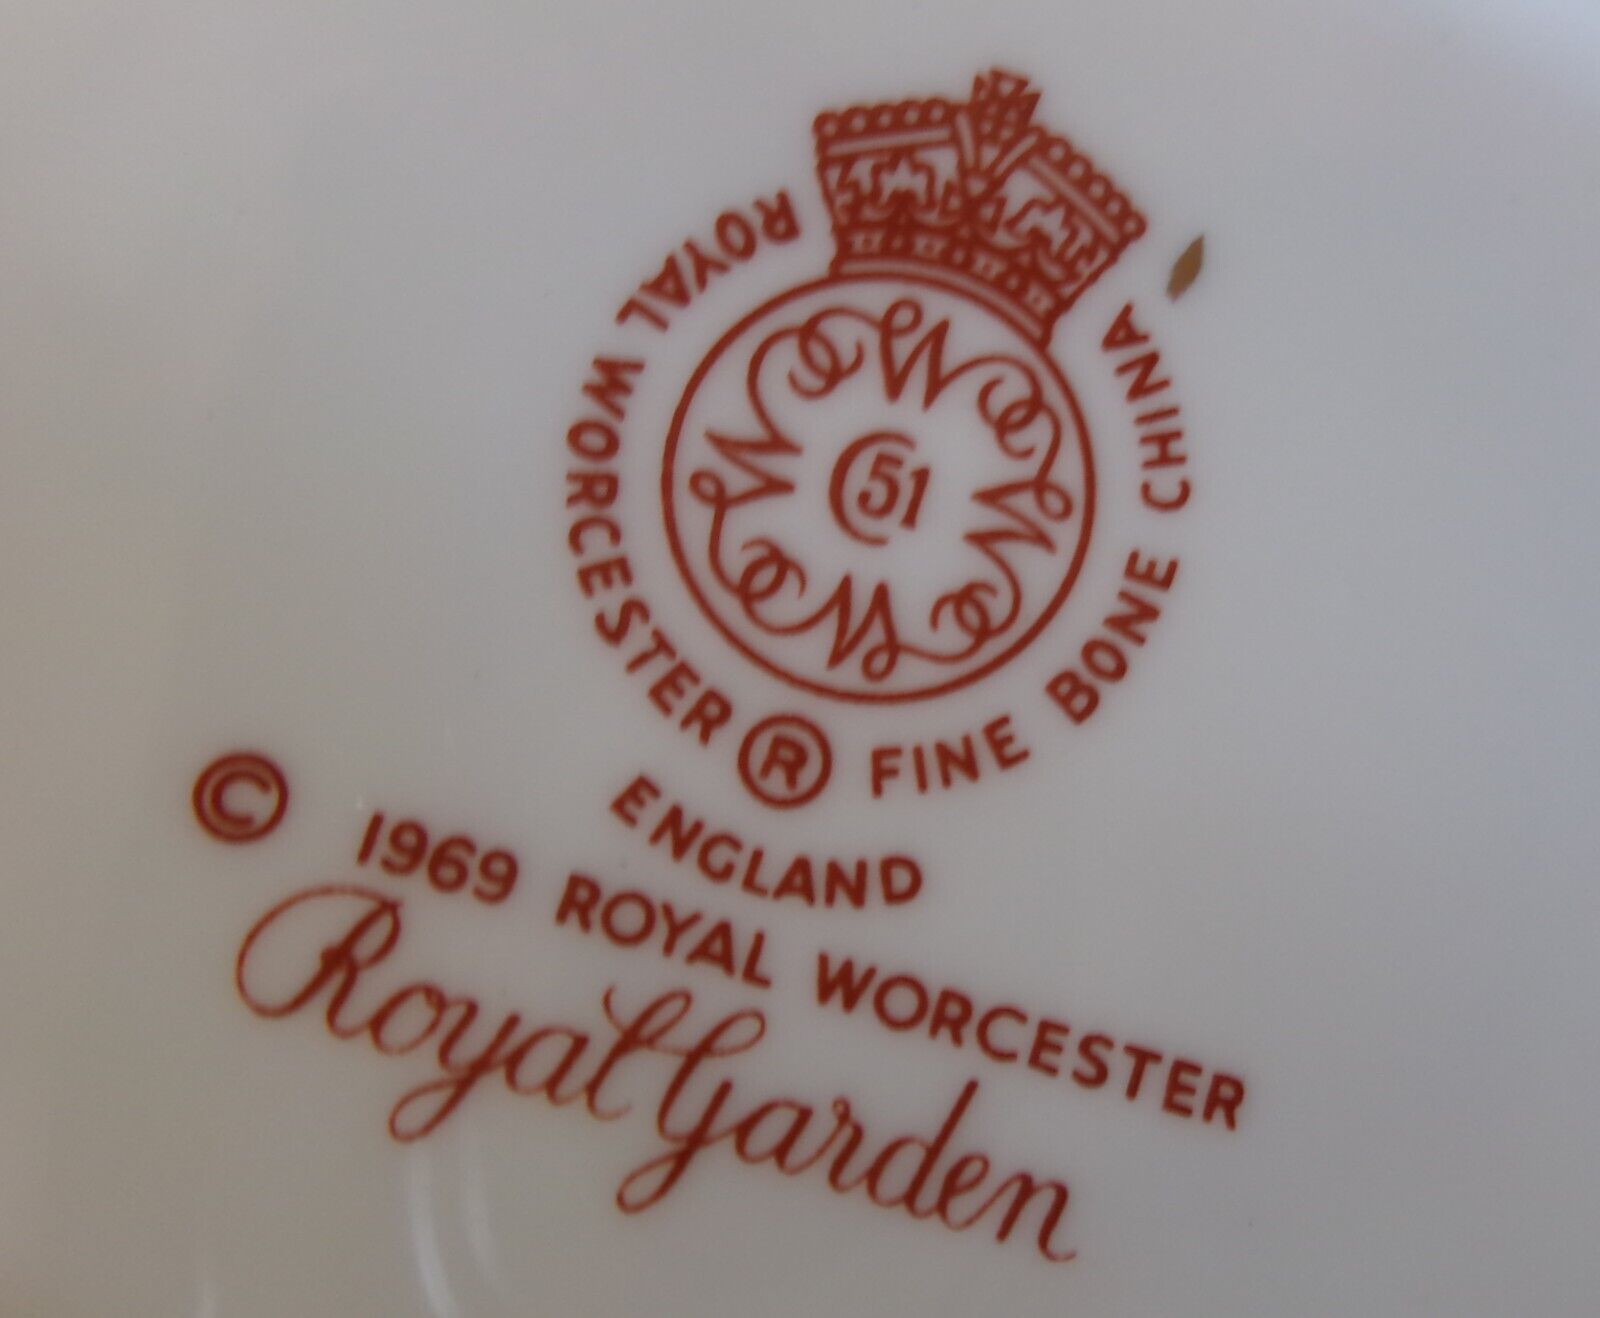 ROYAL WORCESTER ® FINE BONE CHINA
W W W W
51
ENGLAND
© 1969 ROYAL WORCESTER
Royal Garden